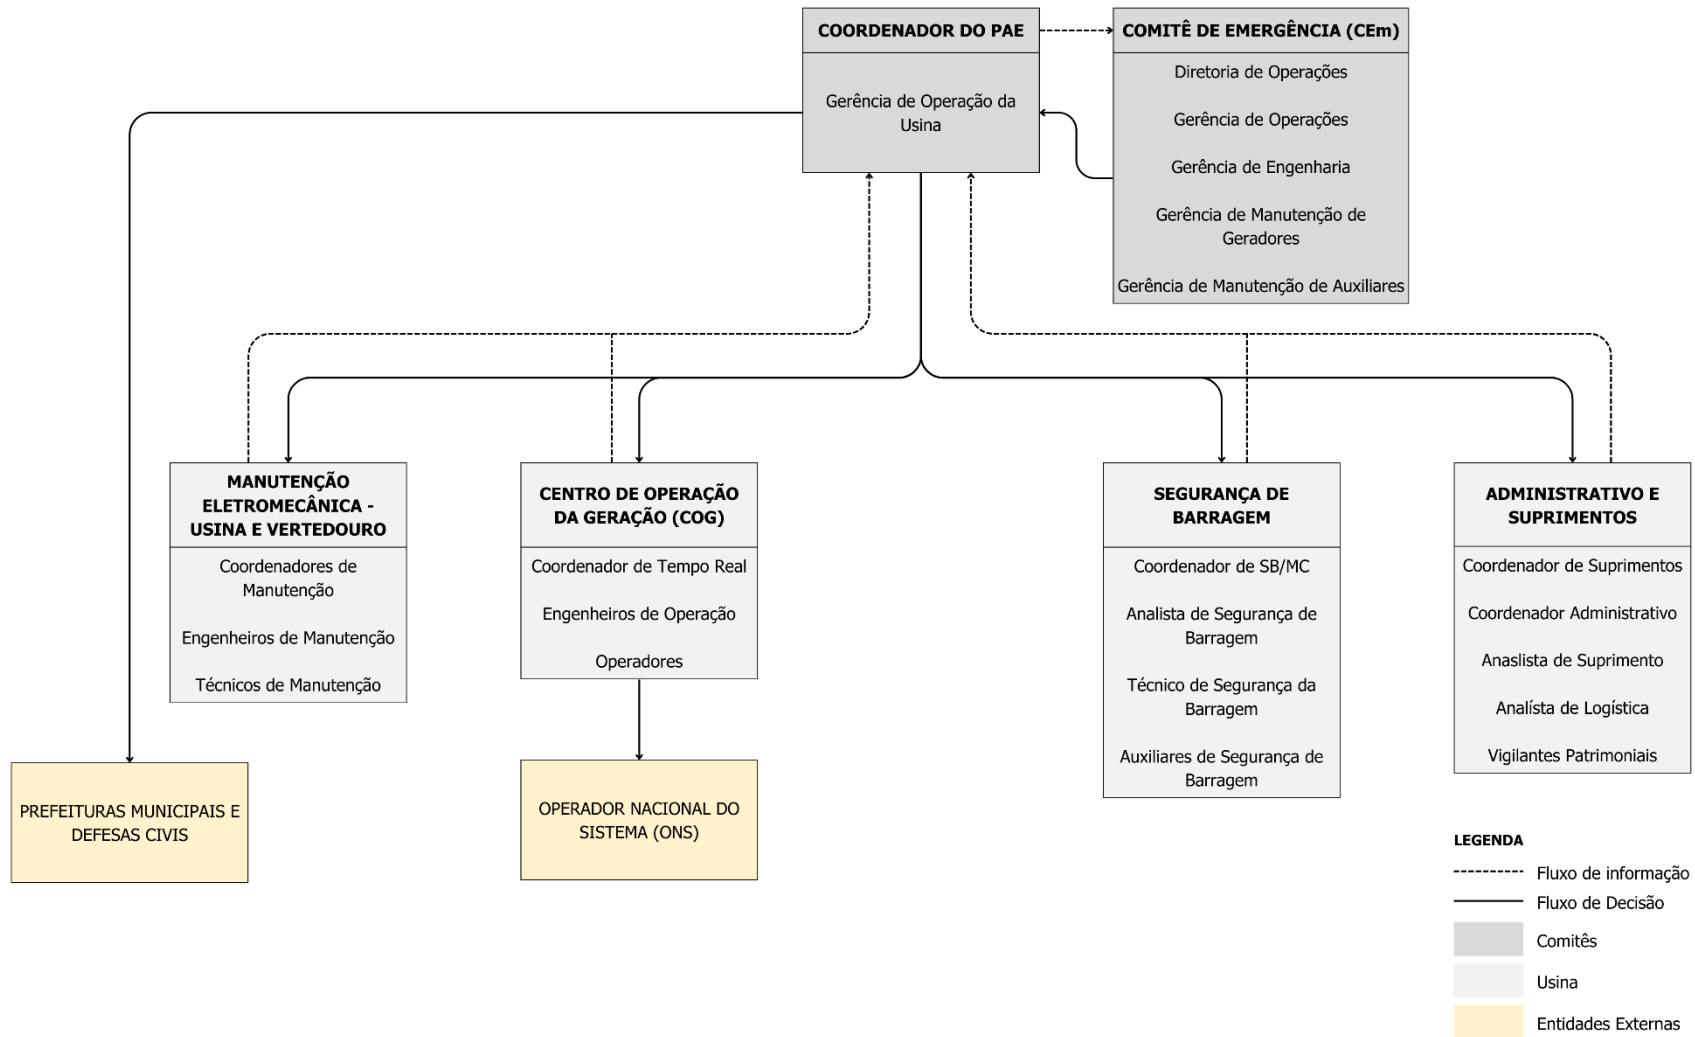 COORDENADOR DO PAE
Gerência de Operação da
Usina
COMITÊ DE EMERGÊNCIA (CEm)
Diretoria de Operações
Gerência de Operações
Gerência de Engenharia
Gerência de Manutenção de
Geradores
Gerência de Manutenção de Auxiliares
MANUTENÇÃO
ELETROMECÂNICA -
USINA E VERTEDOURO
Coordenadores de
Manutenção
Engenheiros de Manutenção
Técnicos de Manutenção
CENTRO DE OPERAÇÃO
DA GERAÇÃO (COG)
Coordenador de Tempo Real
Engenheiros de Operação
Operadores
SEGURANÇA DE
BARRAGEM
Coordenador de SB/MC
Analista de Segurança de
Barragem
Técnico de Segurança da
Barragem
Auxiliares de Segurança de
Barragem
ADMINISTRATIVO E
SUPRIMENTOS
Coordenador de Suprimentos
Coordenador Administrativo
Anaslista de Suprimento
Analísta de Logística
Vigilantes Patrimoniais
PREFEITURAS MUNICIPAIS E
DEFESAS CIVIS
OPERADOR NACIONAL DO
SISTEMA (ONS)
LEGENDA
Fluxo de informação
Fluxo de Decisão
Comitês
Usina
Entidades Externas